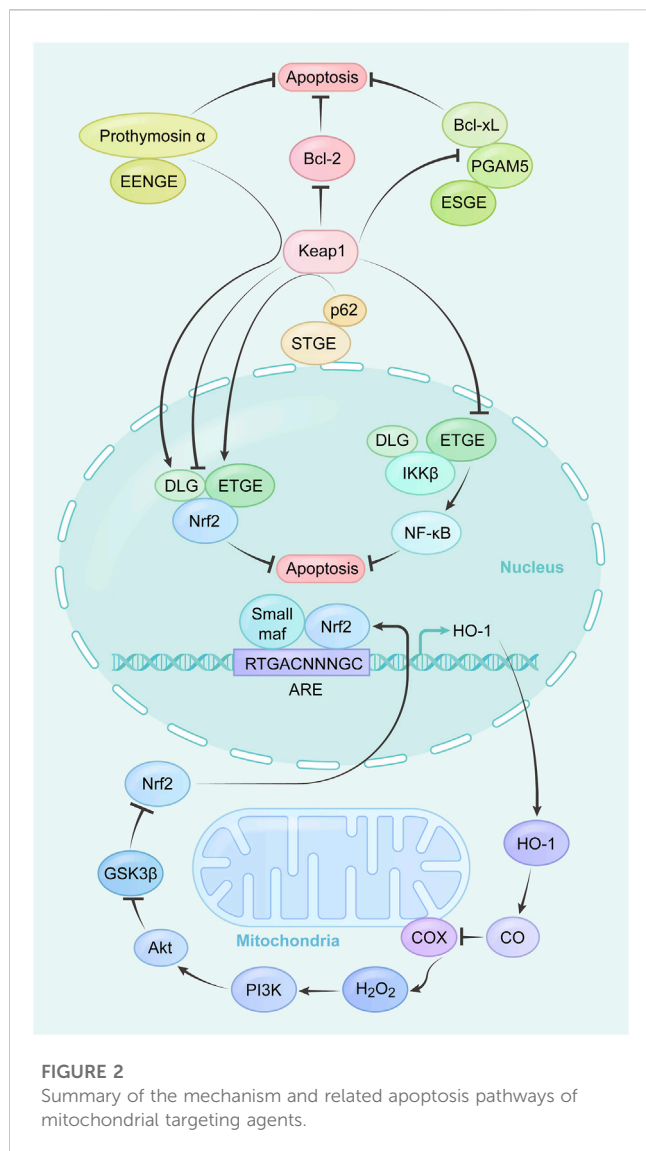 Apoptosis
Prothymosin α
EENGE
Bcl-2
Bcl-xL
PGAM5
ESGE
Keap1
p62
STGE
DLG
ETGE
IKKβ
DLG
ETGE
Nrf2
NF-κB
Apoptosis
Nucleus
Small
maf
Nrf2
HO-1
RTGACNNNGC
ARE
Nrf2
HO-1
GSK3β
Mitochondria
COX
CO
Akt
PI3K
H₂O₂
FIGURE 2
Summary of the mechanism and related apoptosis pathways of
mitochondrial targeting agents.